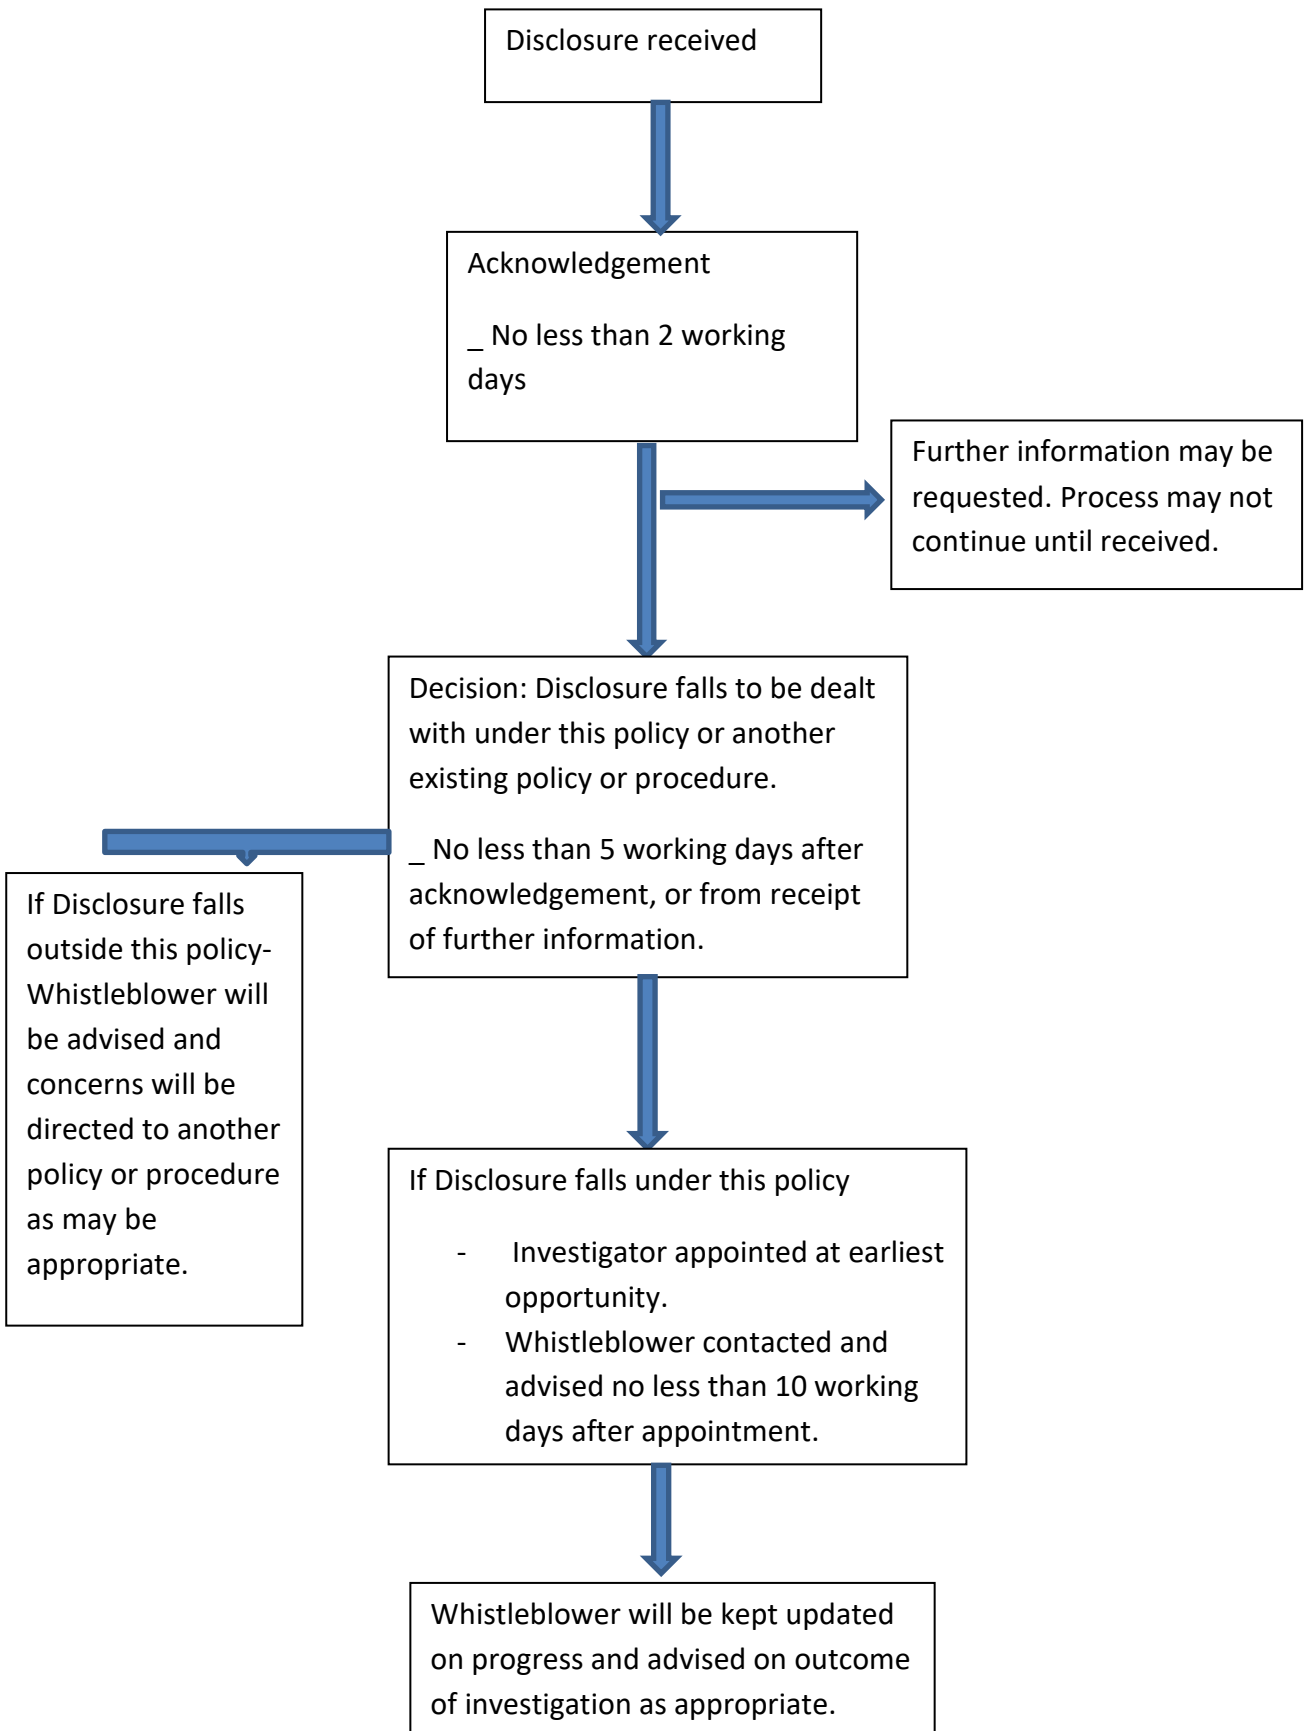 Disclosure received
Acknowledgement
_ No less than 2 working
days
Further information may be
requested. Process may not
continue until received.
Decision: Disclosure falls to be dealt
with under this policy or another
existing policy or procedure.
_ No less than 5 working days after
acknowledgement, or from receipt
of further information.
If Disclosure falls
outside this policy-
Whistleblower will
be advised and
concerns will be
directed to another
policy or procedure
as may be
appropriate.
If Disclosure falls under this policy
- Investigator appointed at earliest
opportunity.
- Whistleblower contacted and
advised no less than 10 working
days after appointment.
Whistleblower will be kept updated
on progress and advised on outcome
of investigation as appropriate.